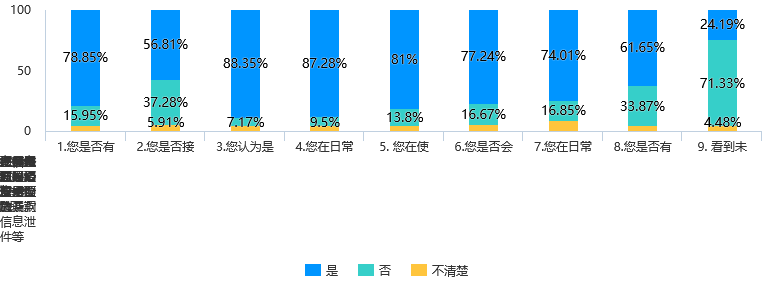 100
50
0
78.85%
15.95%
56.81%
37.28%
5.91%
88.35%
7.17%
87.28%
9.5%
81%
13.8%
77.24%
16.67%
74.01%
16.85%
61.65%
33.87%
24.19%
71.33%
4.48%
1.您是否有
2.您是否接
3.您认为是
4.您在日常
5. 您在使
6.您是否会
7.您在日常
8.您是否有
9. 看到未
信息泄
件等
是
否
不清楚